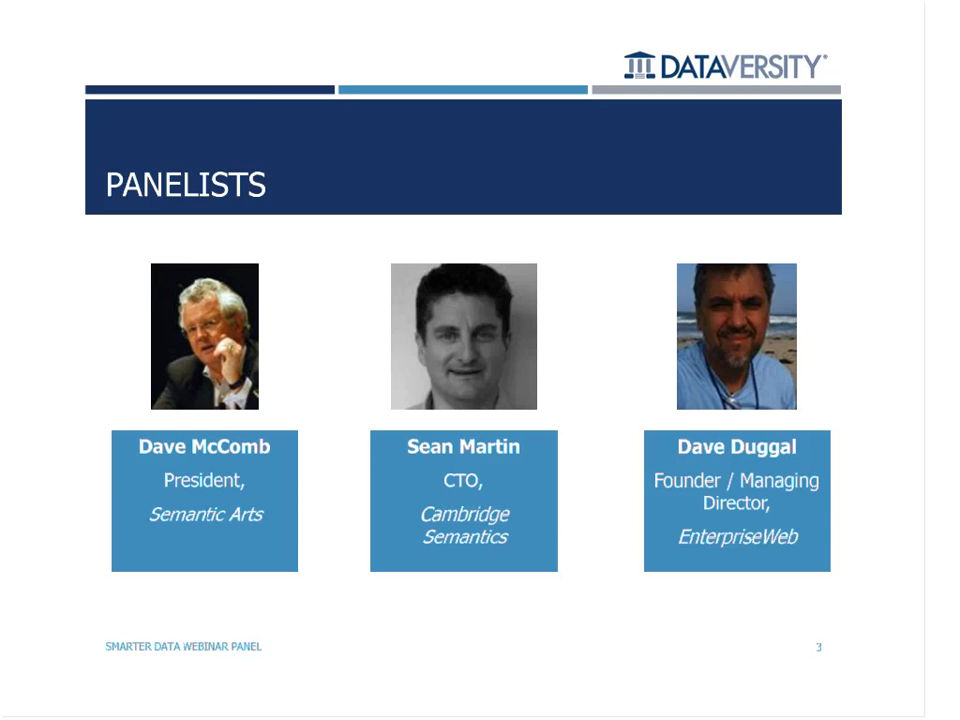 DATAVERSITY
PANELISTS
Dave McComb
President,
Semantic Arts
Sean Martin
CTO,
Cambridge
Semantics
Dave Duggal
Founder / Managing
Director,
EnterpriseWeb
SMARTER DATA WEBINAR PANEL
3